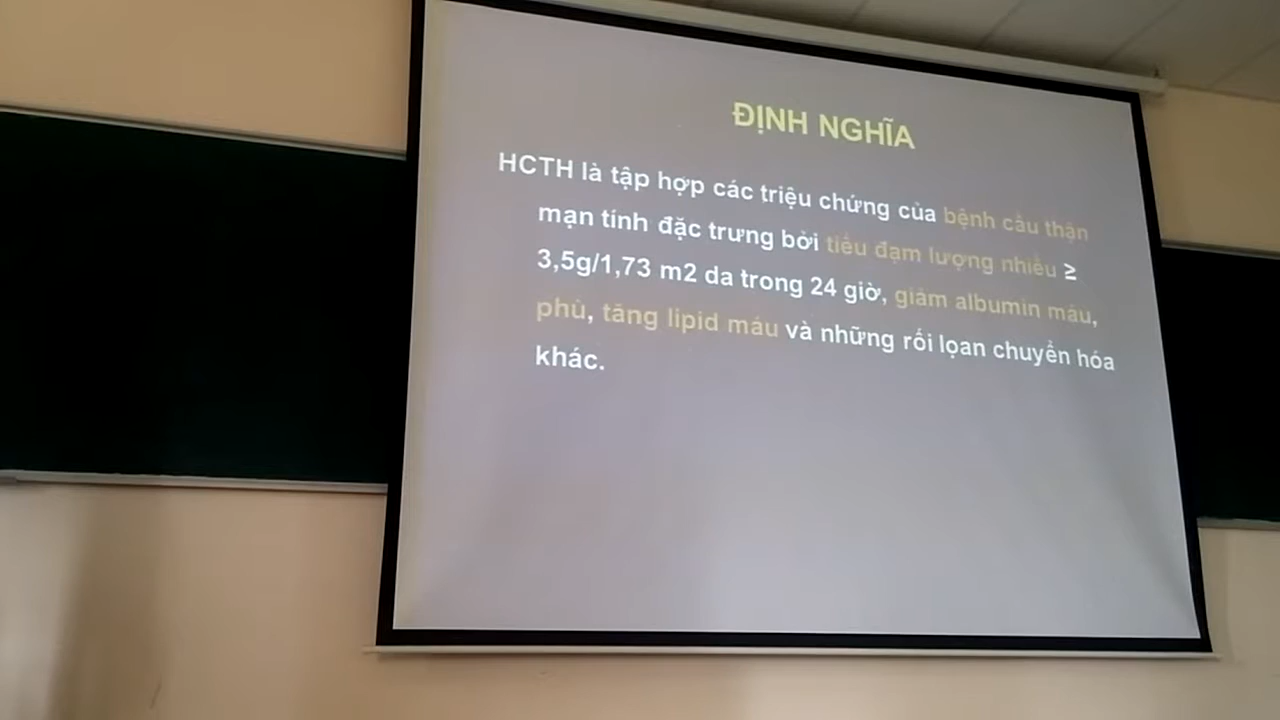 ĐỊNH NGHĨA
HCTH là tập hợp các triệu chứng của bệnh cầu thận
mạn tính đặc trưng bởi tiểu đạm lượng nhiều ≥
3,5g/1,73 m2 da trong 24 giờ, giảm albumin máu,
phù, tăng lipid máu và những rối lọan chuyển hóa
khác.